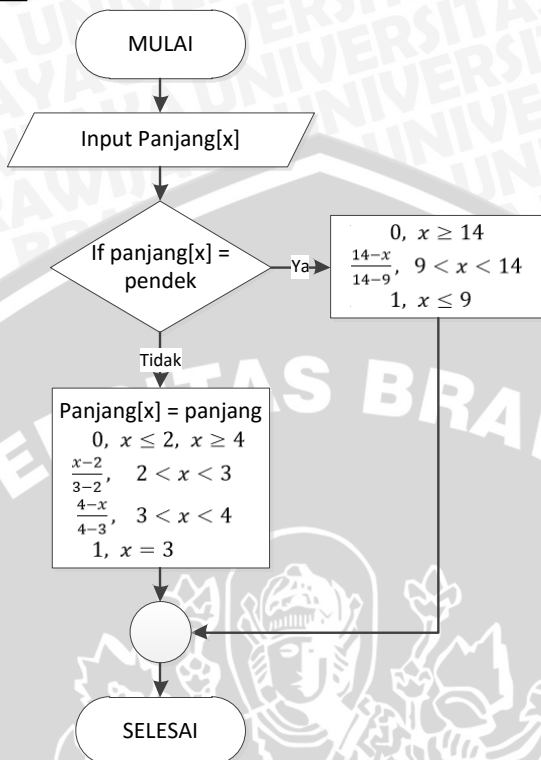 MULAI
Input Panjang[x]
If panjang[x] =
pendek
Ya
0, x ≥ 14
14−x/14−9, 9 < x < 14
1, x ≤ 9
Tidak
Panjang[x] = panjang
0, x ≤ 2, x ≥ 4
x−2/3−2, 2 < x < 3
4−x/4−3, 3 < x < 4
1, x = 3
SELESAI